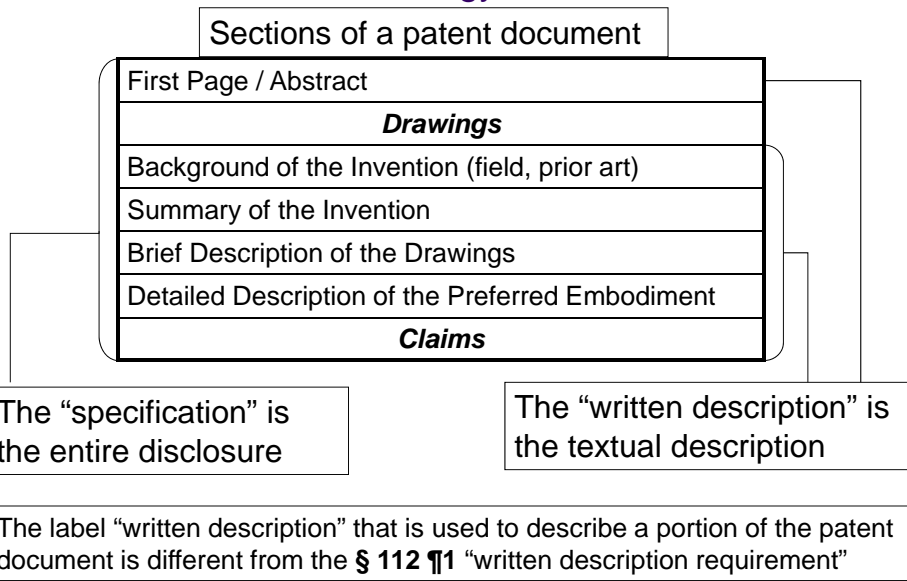 Sections of a patent document
First Page / Abstract
Drawings
Background of the Invention (field, prior art)
Summary of the Invention
Brief Description of the Drawings
Detailed Description of the Preferred Embodiment
Claims
The “specification” is
the entire disclosure
The “written description” is
the textual description
The label “written description” that is used to describe a portion of the patent
document is different from the § 112 ¶1 “written description requirement”